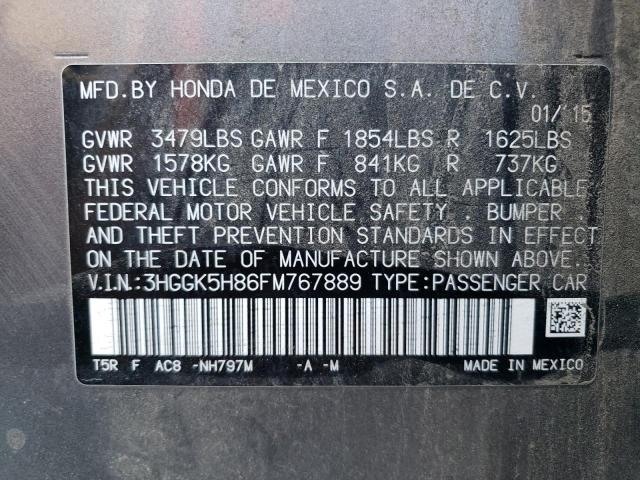 MFD.BY HONDA DE MEXICO S.A. DE C.V.
01/'15
GVWR 3479LBS GAWR F 1854LBS R 1625LBS
GVWR 1578KG GAWR F 841KG R 737KG
THIS VEHICLE CONFORMS TO ALL APPLICABLE
FEDERAL MOTOR VEHICLE SAFETY . BUMPER .
AND THEFT PREVENTION STANDARDS IN EFFECT
ON THE DATE OF MANUFACTURE SHOWN ABOVE.
V.I.N.:3HGGK5H86FM767889 TYPE:PASSENGER CAR
T5R F AC8 -NH797M -A -M MADE IN MEXICO